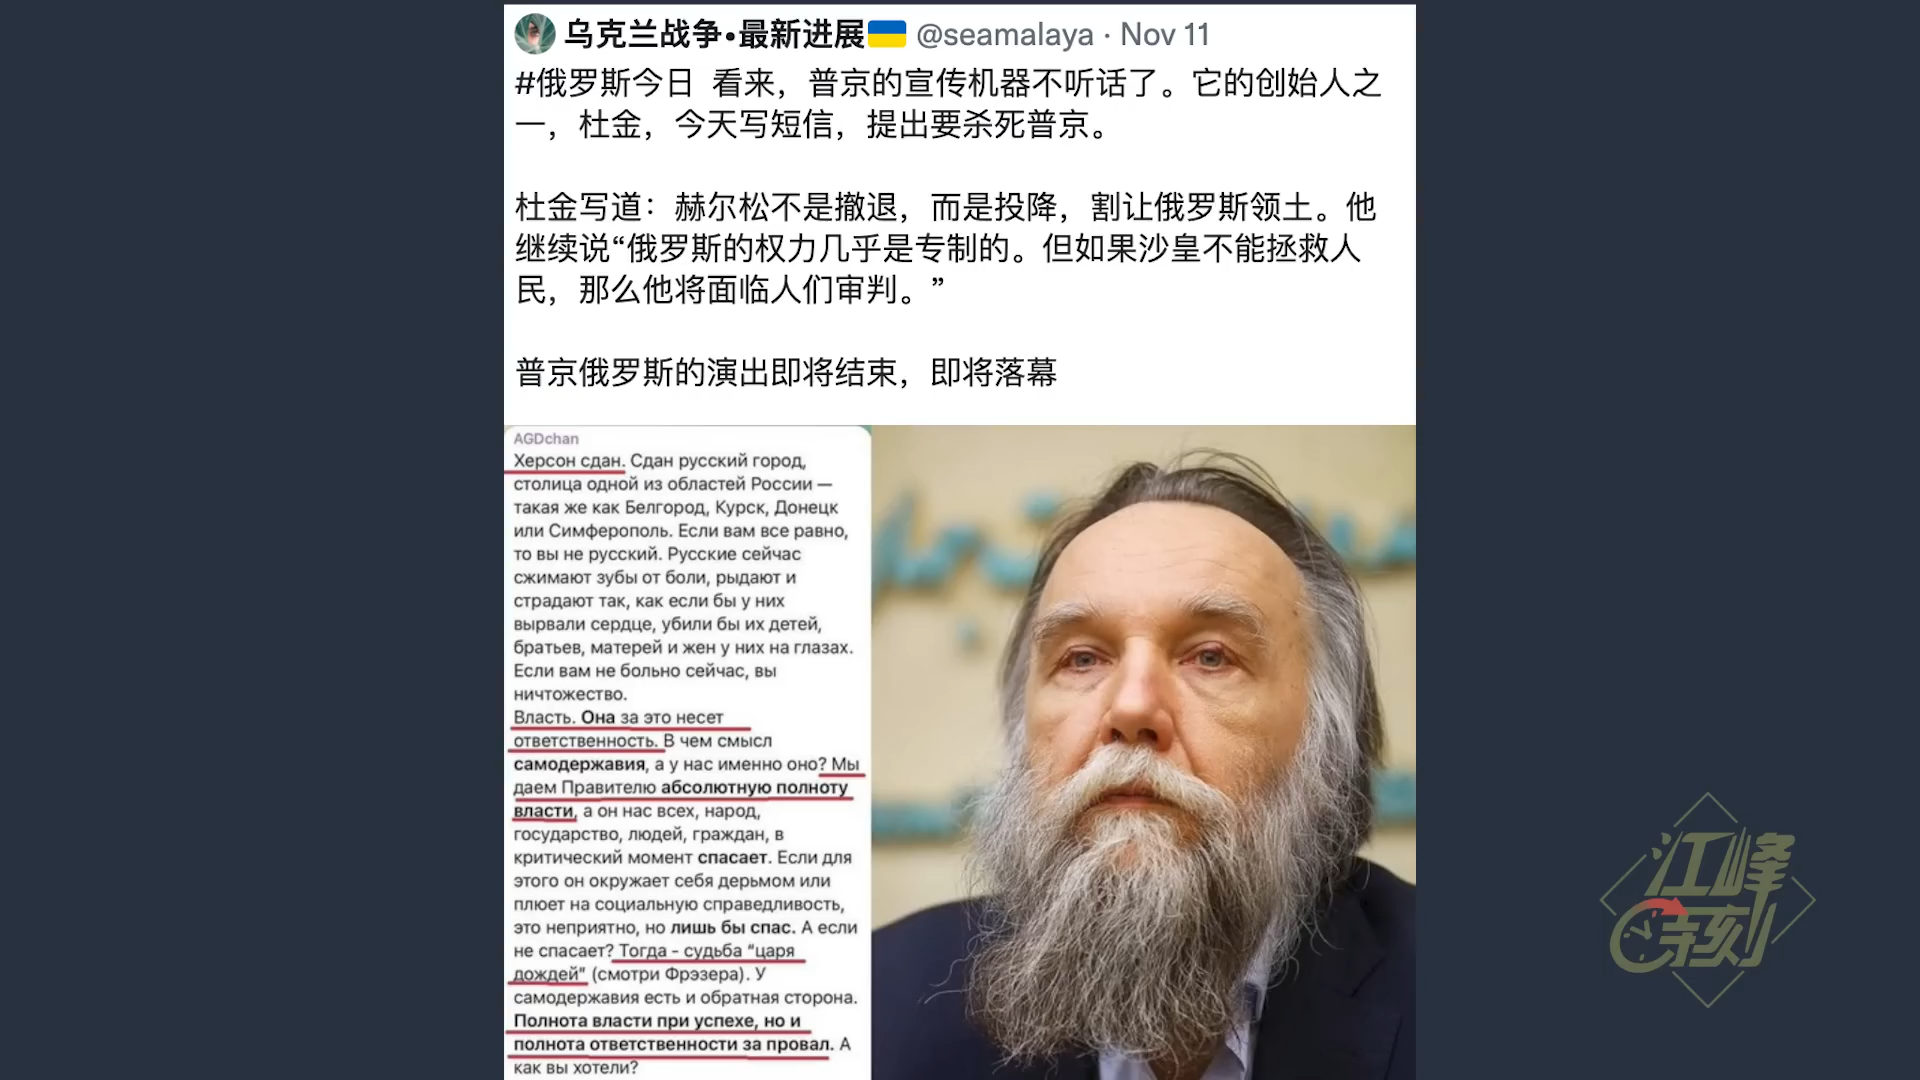 乌克兰战争•最新进展🇺🇦 @seamalaya · Nov 11
#俄罗斯今日 看来，普京的宣传机器不听话了。它的创始人之
一，杜金，今天写短信，提出要杀死普京。
杜金写道：赫尔松不是撤退，而是投降，割让俄罗斯领土。他
继续说“俄罗斯的权力几乎是专制的。但如果沙皇不能拯救人
民，那么他将面临人们审判。”
普京俄罗斯的演出即将结束，即将落幕
AGDchan
Херсон сдан. Сдан русский город,
столица одной из областей России —
такая же как Белгород, Курск, Донецк
или Симферополь. Если вам все равно,
то вы не русский. Русские сейчас
сжимают зубы от боли, рыдают и
страдают так, как если бы у них
вырвали сердце, убили бы их детей,
братьев, матерей и жен у них на глазах.
Если вам не больно сейчас, вы
ничтожество.
Власть. Она за это несет
ответственность. В чем смысл
самодержавия, а у нас именно оно? Мы
даем Правителю абсолютную полноту
власти, а он нас всех, народ,
государство, людей, граждан, в
критический момент спасает. Если для
этого он окружает себя дерьмом или
плюет на социальную справедливость,
это неприятно, но лишь бы спас. А если
не спасает? Тогда - судьба “царя
дождей” (смотри Фрэзера). У
самодержавия есть и обратная сторона.
Полнота власти при успехе, но и
полнота ответственности за провал. А
как вы хотели?
江峰
时刻